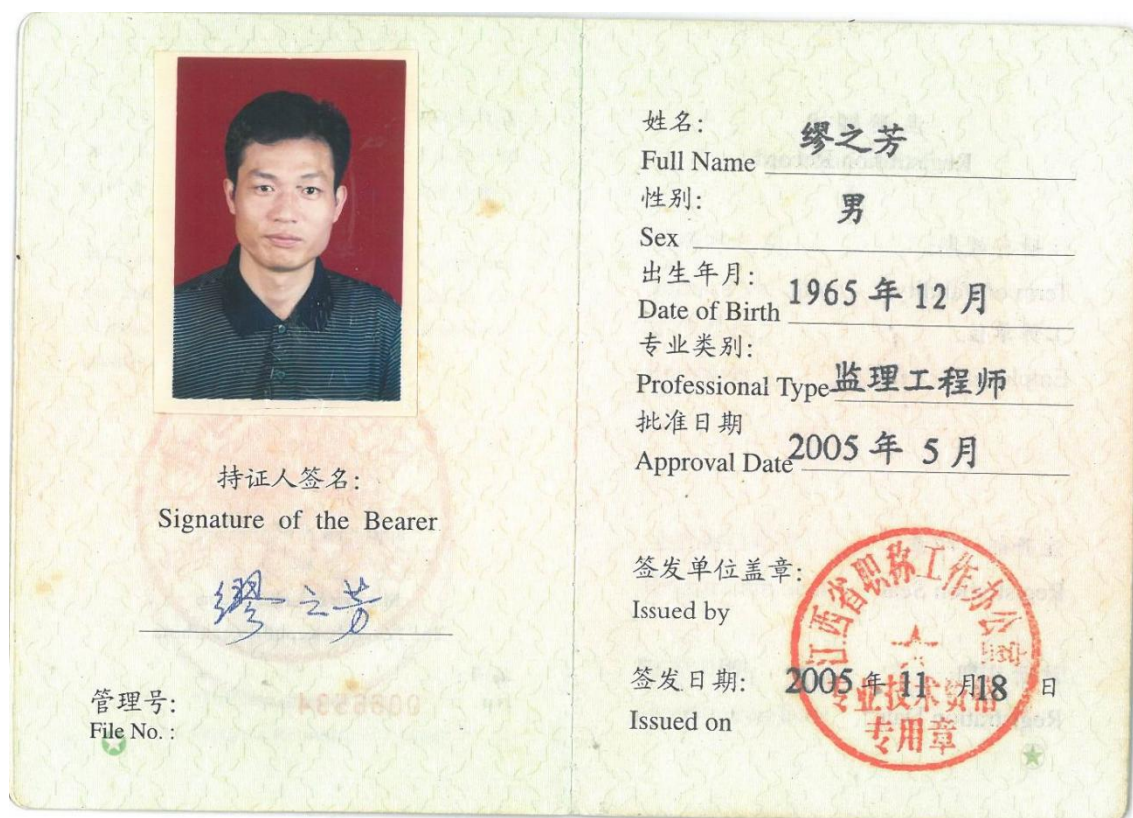 持证人签名:
Signature of the Bearer
缪之芳
管理号:
File No. :
姓名:
缪之芳
Full Name
性别:
男
Sex
出生年月:
1965 年 12 月
Date of Birth
专业类别:
Professional Type 监理工程师
批准日期
2005 年 5 月
Approval Date
签发单位盖章:
Issued by
江西省职称工作办公室
专业技术资格
专用章
签发日期: 2005 年 11 月 18 日
Issued on